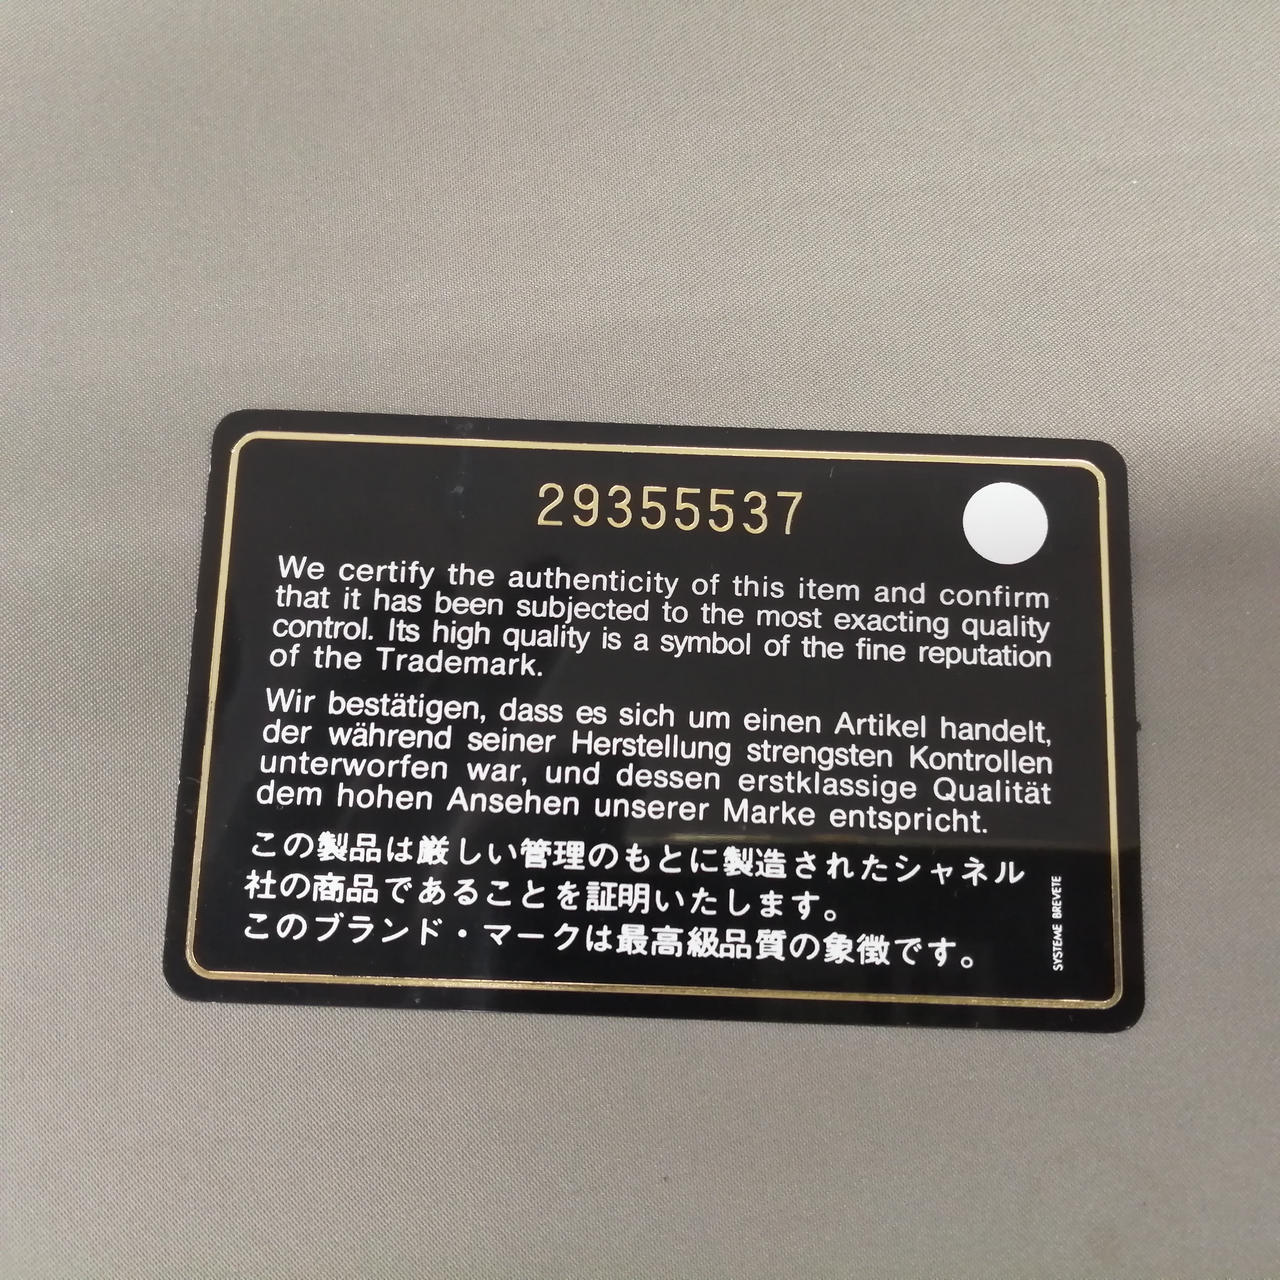 29355537
We certify the authenticity of this item and confirm
that it has been subjected to the most exacting quality
control. Its high quality is a symbol of the fine reputation
of the Trademark.
Wir bestätigen, dass es sich um einen Artikel handelt,
der während seiner Herstellung strengsten Kontrollen
unterworfen war, und dessen erstklassige Qualität
dem hohen Ansehen unserer Marke entspricht.
この製品は厳しい管理のもとに製造されたシャネル
社の商品であることを証明いたします。
このブランド・マークは最高級品質の象徴です。
SYSTEME BREVETE